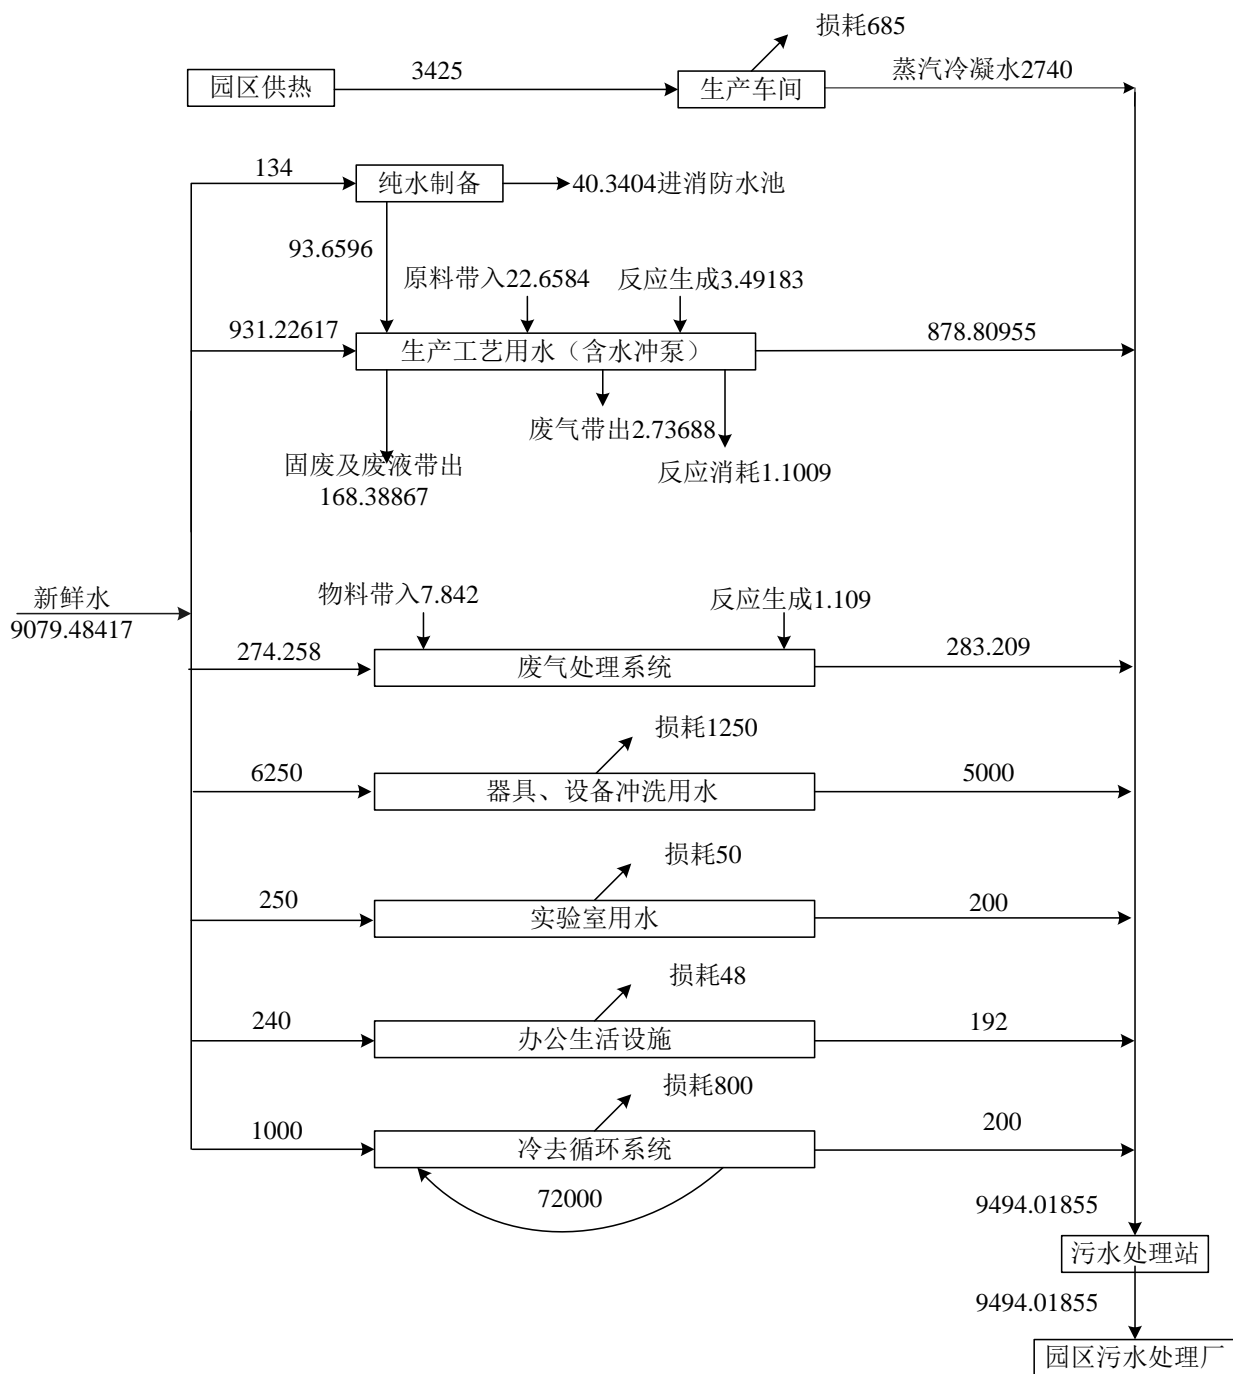 损耗685
园区供热
3425
生产车间
蒸汽冷凝水2740
134
纯水制备
40.3404进消防水池
93.6596
原料带入22.6584
反应生成3.49183
931.22617
生产工艺用水（含水冲泵）
878.80955
废气带出2.73688
固废及废液带出
168.38867
反应消耗1.1009
新鲜水
9079.48417
物料带入7.842
反应生成1.109
274.258
废气处理系统
283.209
损耗1250
6250
器具、设备冲洗用水
5000
损耗50
250
实验室用水
200
损耗48
240
办公生活设施
192
损耗800
1000
冷去循环系统
200
72000
9494.01855
污水处理站
9494.01855
园区污水处理厂